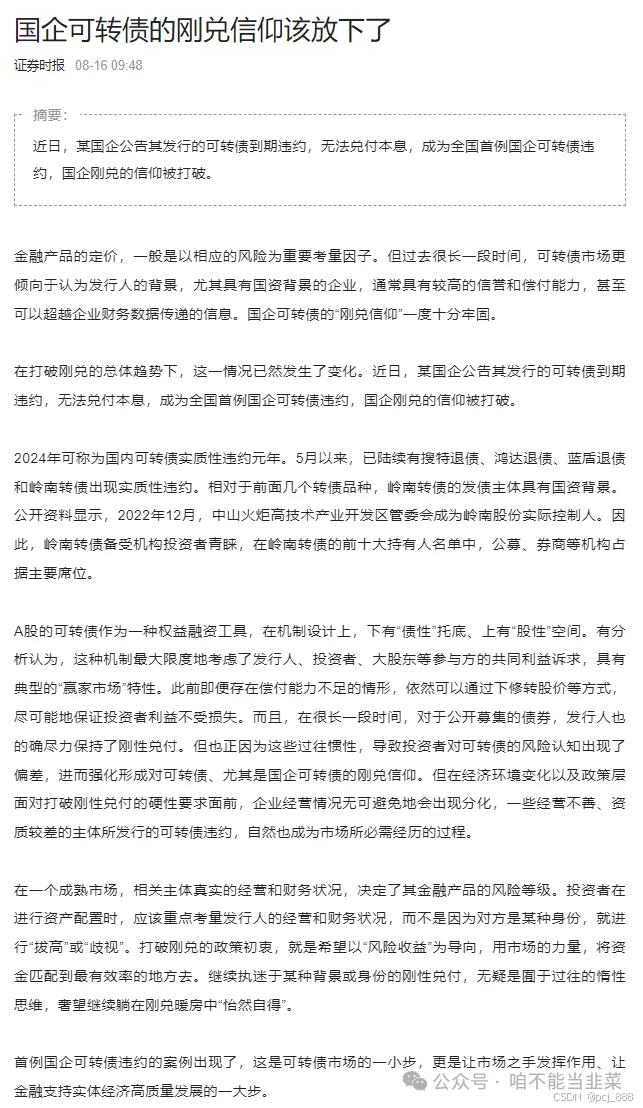 国企可转债的刚兑信仰该放下了
证券时报 08-16 09:48
摘要：
近日，某国企公告其发行的可转债到期违约，无法兑付本息，成为全国首例国企可转债违
约，国企刚兑的信仰被打破。
金融产品的定价，一般是以相应的风险为重要考量因子。但过去很长一段时间，可转债市场更
倾向于认为发行人的背景，尤其具有国资背景的企业，通常具有较高的信誉和偿付能力，甚至
可以超越企业财务数据传递的信息。国企可转债的“刚兑信仰”一度十分牢固。
在打破刚兑的总体趋势下，这一情况已然发生了变化。近日，某国企公告其发行的可转债到期
违约，无法兑付本息，成为全国首例国企可转债违约，国企刚兑的信仰被打破。
2024年可称为国内可转债实质性违约元年。5月以来，已陆续有搜特退债、鸿达退债、蓝盾退债
和岭南转债出现实质性违约。相对于前面几个转债品种，岭南转债的发债主体具有国资背景。
公开资料显示，2022年12月，中山火炬高技术产业开发区管委会成为岭南股份实际控制人。因
此，岭南转债备受机构投资者青睐，在岭南转债的前十大持有人名单中，公募、券商等机构占
据主要席位。
A股的可转债作为一种权益融资工具，在机制设计上，下有“债性”托底、上有“股性”空间。有分
析认为，这种机制最大限度地考虑了发行人、投资者、大股东等参与方的共同利益诉求，具有
典型的“赢家市场”特性。此前即便存在偿付能力不足的情形，依然可以通过下修转股价等方式，
尽可能地保证投资者利益不受损失。而且，在很长一段时间，对于公开募集的债券，发行人也
的确尽力保持了刚性兑付。但也正因为这些过往惯性，导致投资者对可转债的风险认知出现了
偏差，进而强化形成对可转债、尤其是国企可转债的刚兑信仰。但在经济环境变化以及政策层
面对打破刚性兑付的硬性要求面前，企业经营情况无可避免地会出现分化，一些经营不善、资
质较差的主体所发行的可转债违约，自然也成为市场所必需经历的过程。
在一个成熟市场，相关主体真实的经营和财务状况，决定了其金融产品的风险等级。投资者在
进行资产配置时，应该重点考量发行人的经营和财务状况，而不是因为对方是某种身份，就进
行“拔高”或“歧视”。打破刚兑的政策初衷，就是希望以“风险收益”为导向，用市场的力量，将资
金匹配到最有效率的地方去。继续执迷于某种背景或身份的刚性兑付，无疑是囿于过往的惰性
思维，奢望继续躺在刚兑暖房中“怡然自得”。
首例国企可转债违约的案例出现了，这是可转债市场的一小步，更是让市场之手发挥作用、让
金融支持实体经济高质量发展的一大步。
公众号 · 咱不能当韭菜
CSDN @pcj_888